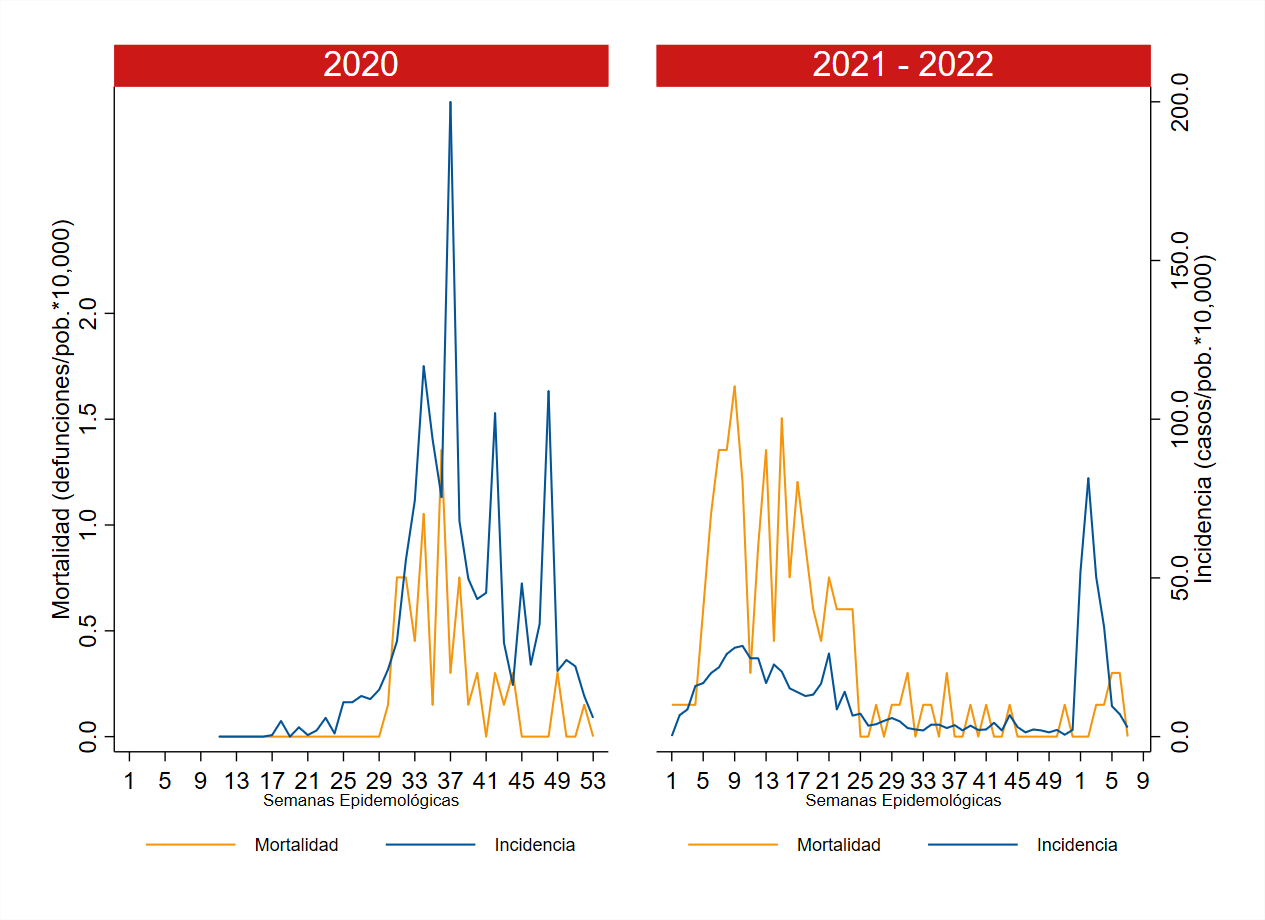 2020
2021 - 2022
Mortalidad (defunciones/pob.*10,000)
2.0
1.5
1.0
0.5
0.0
200.0
150.0
100.0
50.0
0.0
Incidencia (casos/pob.*10,000)
1 5 9 13 17 21 25 29 33 37 41 45 49 53
Semanas Epidemológicas
1 5 9 13 17 21 25 29 33 37 41 45 49 1 5 9
Semanas Epidemológicas
Mortalidad Incidencia
Mortalidad Incidencia